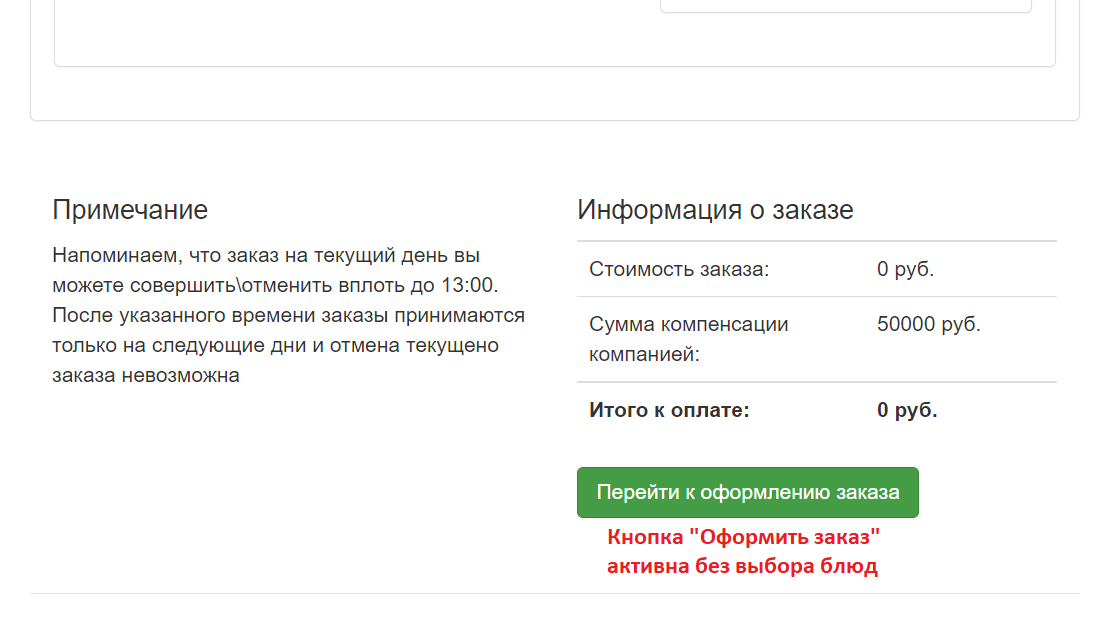 Примечание
Напоминаем, что заказ на текущий день вы
можете совершить\отменить вплоть до 13:00.
После указанного времени заказы принимаются
только на следующие дни и отмена текущено
заказа невозможна
Информация о заказе
Стоимость заказа: 0 руб.
Сумма компенсации 50000 руб.
компанией:
Итого к оплате: 0 руб.
Перейти к оформлению заказа
Кнопка "Оформить заказ"
активна без выбора блюд